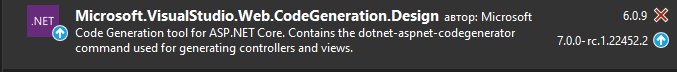 .NET
Microsoft.VisualStudio.Web.CodeGeneration.Design автор: Microsoft 6.0.9
Code Generation tool for ASP.NET Core. Contains the dotnet-aspnet-codegenerator 7.0.0-rc.1.22452.2
command used for generating controllers and views.